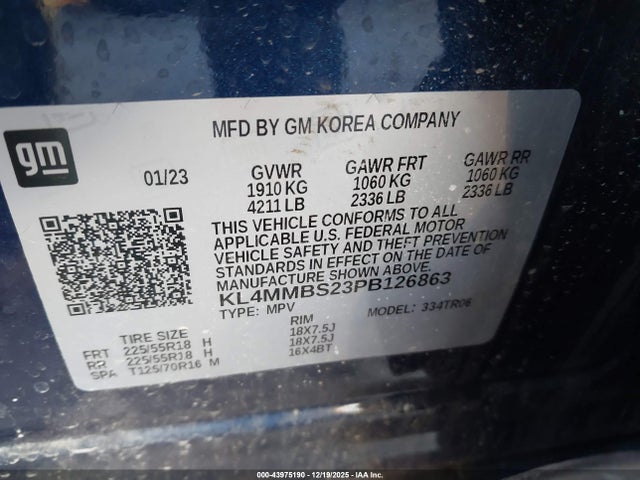 gm
MFD BY GM KOREA COMPANY
01/23
GVWR GAWR FRT GAWR RR
1910 KG 1060 KG 1060 KG
4211 LB 2336 LB 2336 LB
THIS VEHICLE CONFORMS TO ALL
APPLICABLE U.S. FEDERAL MOTOR
VEHICLE SAFETY AND THEFT PREVENTION
STANDARDS IN EFFECT ON THE DATE OF
MANUFACTURE SHOWN ABOVE.
KL4MMBS23PB126863
TYPE: MPV MODEL: 334TR06
TIRE SIZE RIM
FRT 225/55R18 H 18X7.5J
RR 225/55R18 H 18X7.5J
SPA T125/70R16 M 16X4BT
000-43975190 - 12/19/2025 - IAA Inc.